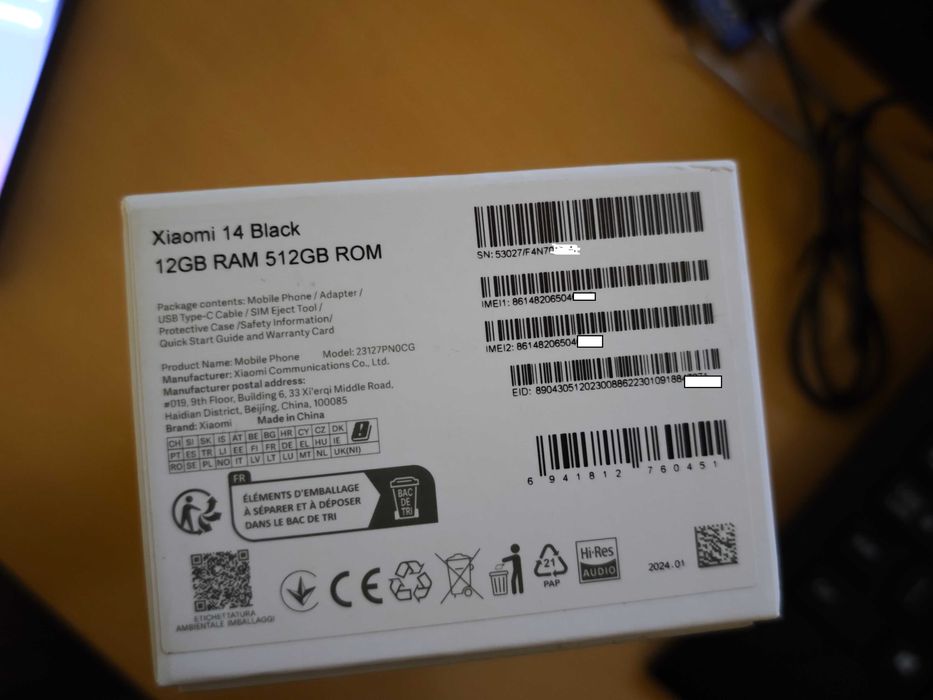 Xiaomi 14 Black
12GB RAM 512GB ROM
Package contents: Mobile Phone / Adapter /
USB Type-C Cable / SIM Eject Tool /
Protective Case /Safety Information/
Quick Start Guide and Warranty Card
Product Name: Mobile Phone Model: 23127PN0CG
Manufacturer: Xiaomi Communications Co., Ltd.
Manufacturer postal address:
#019, 9th Floor, Building 6, 33 Xi'erqi Middle Road,
Haidian District, Beijing, China, 100085
Brand: Xiaomi Made in China
CH SI SK IS AT BE BG HR CY CZ DK
PT ES TR LI EE FI FR DE EL HU IE
RO SE PL NO IT LV LT LU MT NL UK(NI)
FR
ÉLÉMENTS D'EMBALLAGE
À SÉPARER ET À DÉPOSER
DANS LE BAC DE TRI
BAC
DE
TRI
ETICHETTATURA
AMBIENTALE IMBALLAGGI
CE
21
PAP
Hi-Res
AUDIO
2024.01
SN: 53027/F4N7
IMEI1: 86148206504
IMEI2: 86148206504
EID: 890430512023008862230109188
6 941812 760451